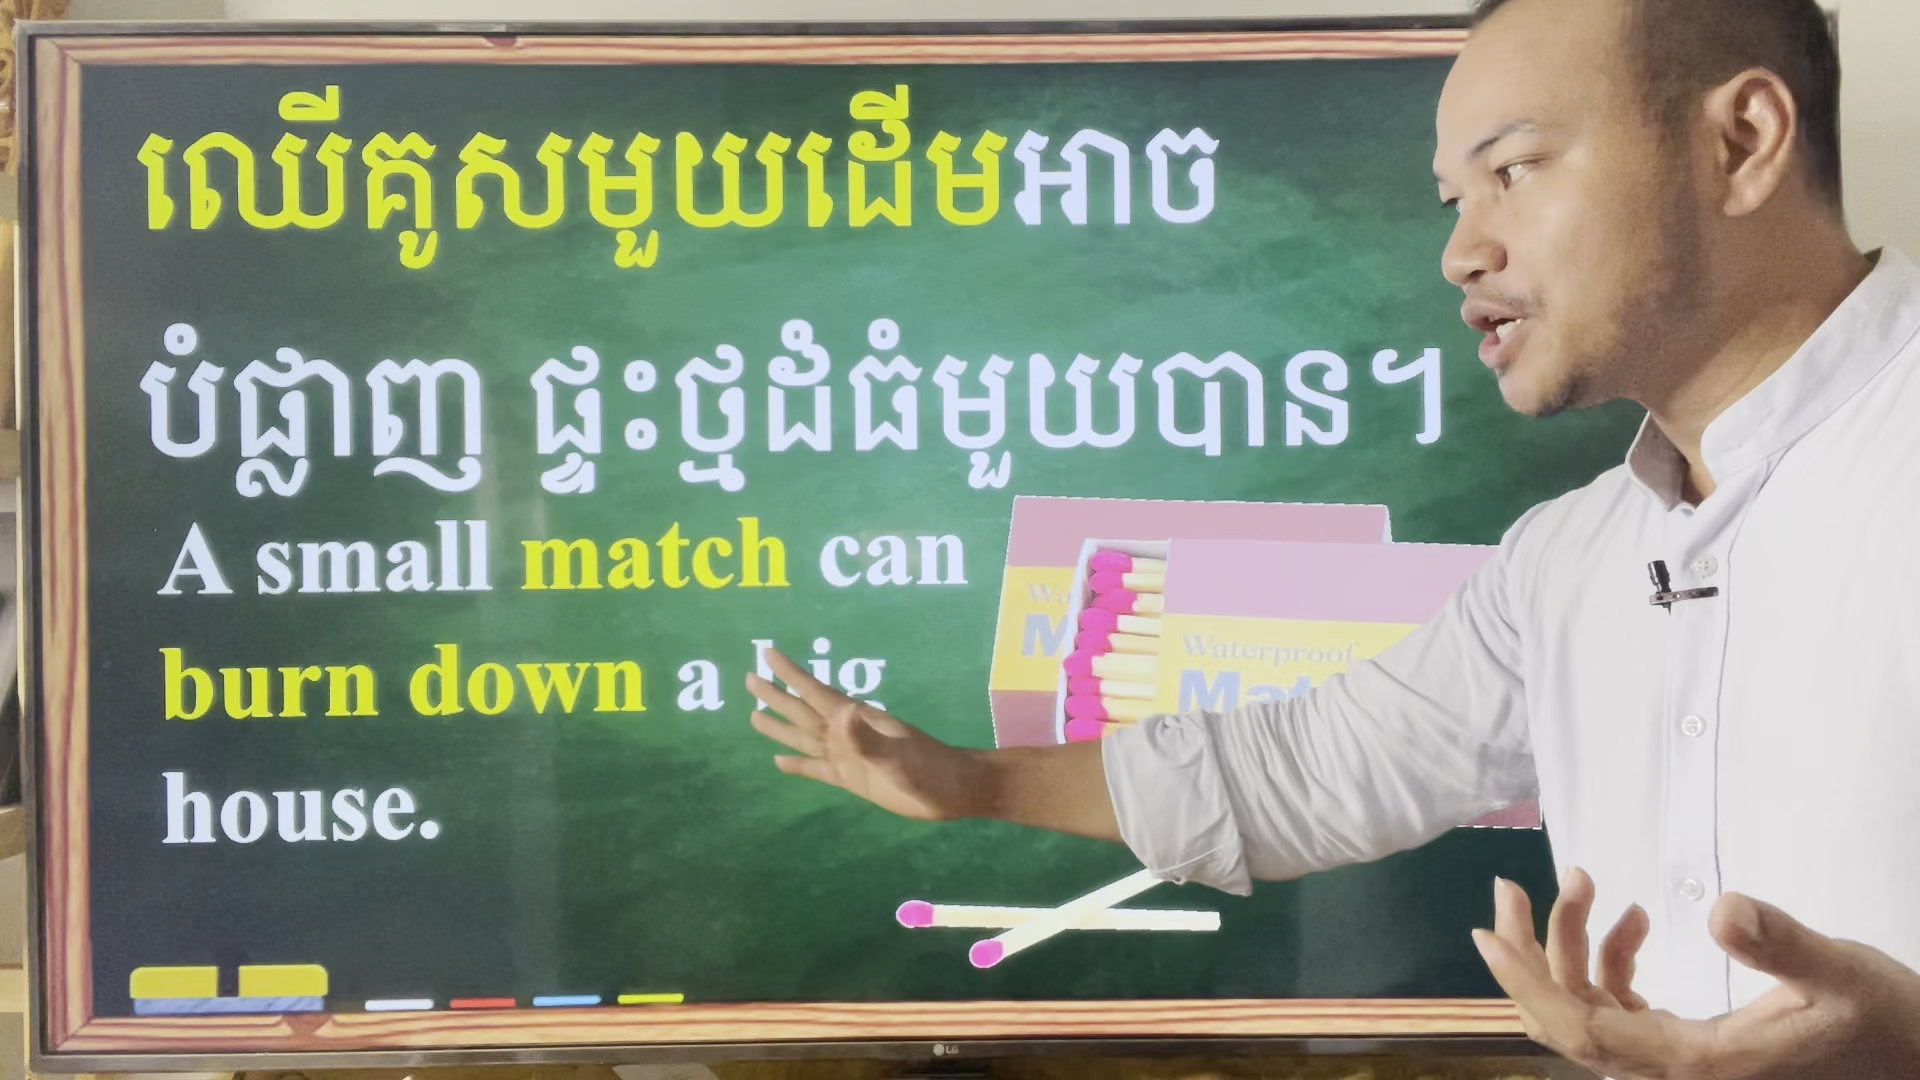 ឈើគូសមួយដើមអាច
បំផ្លាញ ផ្ទះថ្មដ៏ធំមួយបាន។
A small match can
burn down a big
house.
Waterproof
LG